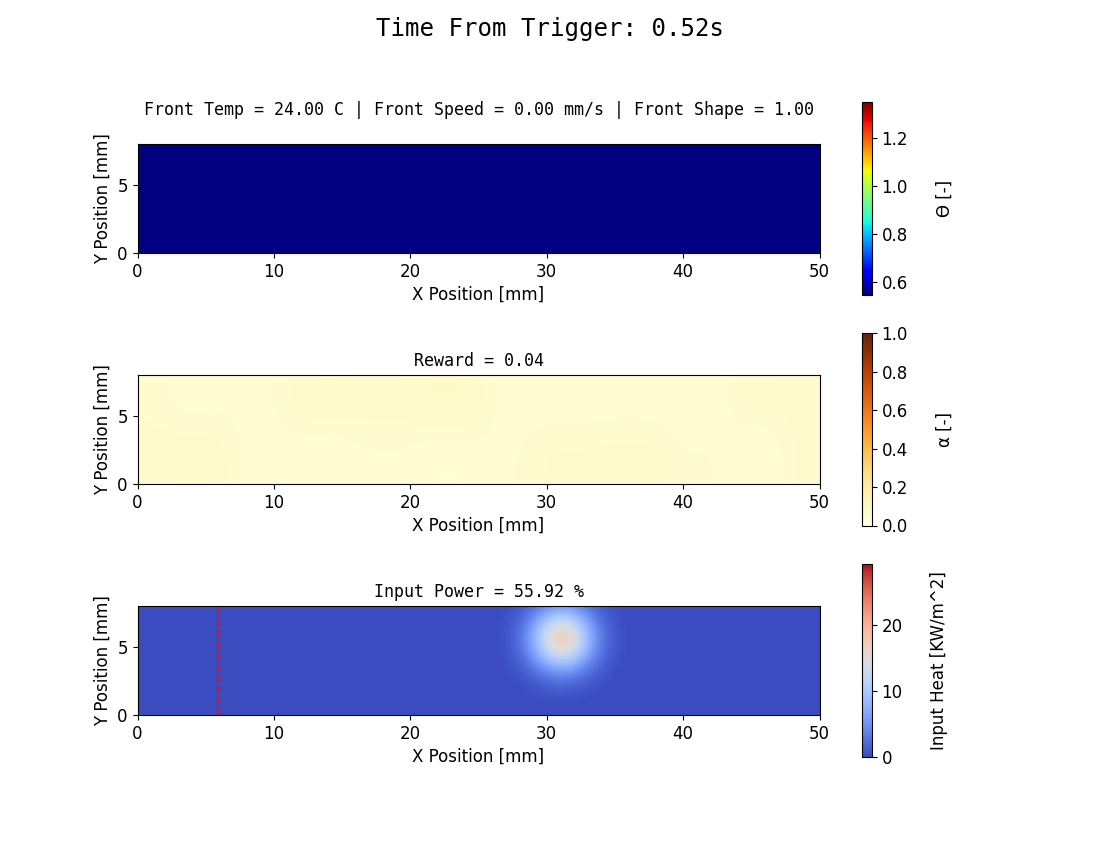 Time From Trigger: 0.52s
Front Temp = 24.00 C | Front Speed = 0.00 mm/s | Front Shape = 1.00
Y Position [mm]
5
0
0 10 20 30 40 50
X Position [mm]
1.2
1.0
0.8
0.6
Θ [-]
Reward = 0.04
Y Position [mm]
5
0
0 10 20 30 40 50
X Position [mm]
1.0
0.8
0.6
0.4
0.2
0.0
α [-]
Input Power = 55.92 %
Y Position [mm]
5
0
0 10 20 30 40 50
X Position [mm]
20
10
0
Input Heat [KW/m^2]